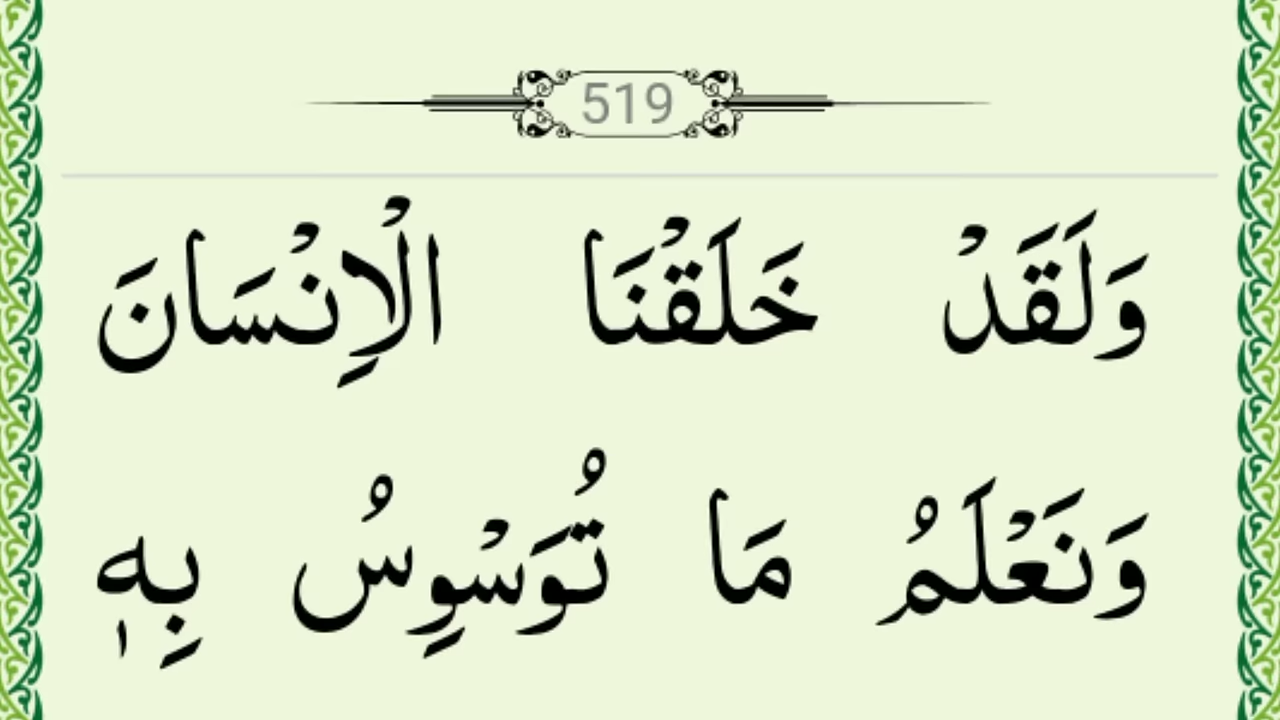 519
وَلَقَدْ خَلَقْنَا الْاِنْسَانَ
وَنَعْلَمُ مَا تُوَسْوِسُ بِهٖ